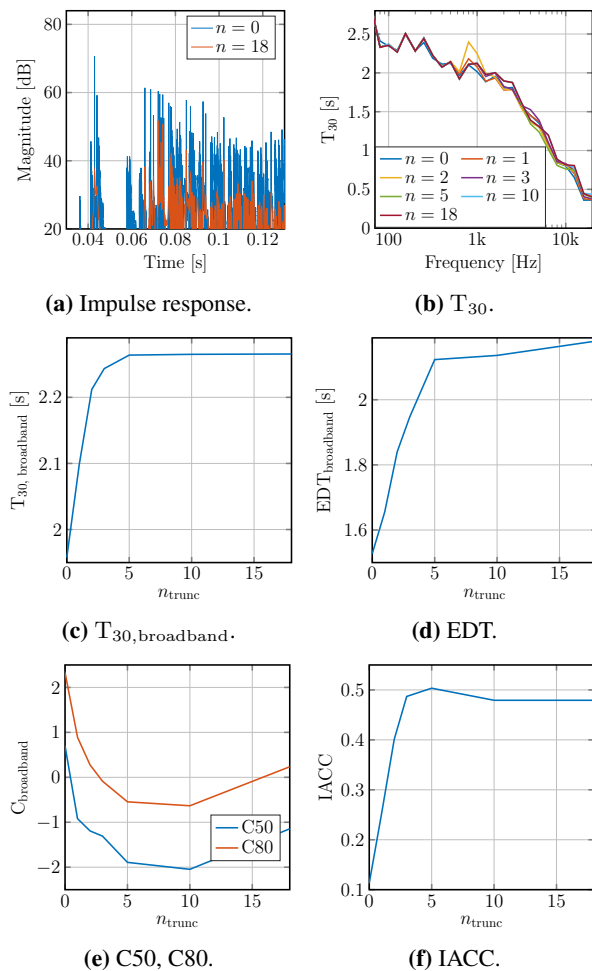 80
60
40
20
Magnitude [dB]
n = 0
n = 18
0.04 0.06 0.08 0.1 0.12
Time [s]
(a) Impulse response.
2.5
2
1.5
1
0.5
0
T30 [s]
n = 0 n = 1
n = 2 n = 3
n = 5 n = 10
n = 18
100 1k 10k
Frequency [Hz]
(b) T30.
2.2
2.1
2
T30, broadband [s]
0 5 10 15
ntrunc
(c) T30,broadband.
2
1.8
1.6
EDTbroadband [s]
0 5 10 15
ntrunc
(d) EDT.
2
1
0
−1
−2
Cbroadband
C50
C80
0 5 10 15
ntrunc
(e) C50, C80.
0.5
0.4
0.3
0.2
0.1
IACC
0 5 10 15
ntrunc
(f) IACC.